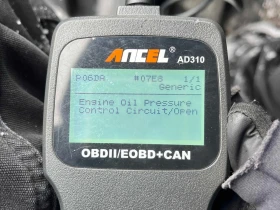 ANCEL
AD310
P06DA #07E8 1/1
Generic
Engine Oil Pressure
Control Circuit/Open
OBDII/EOBD+CAN